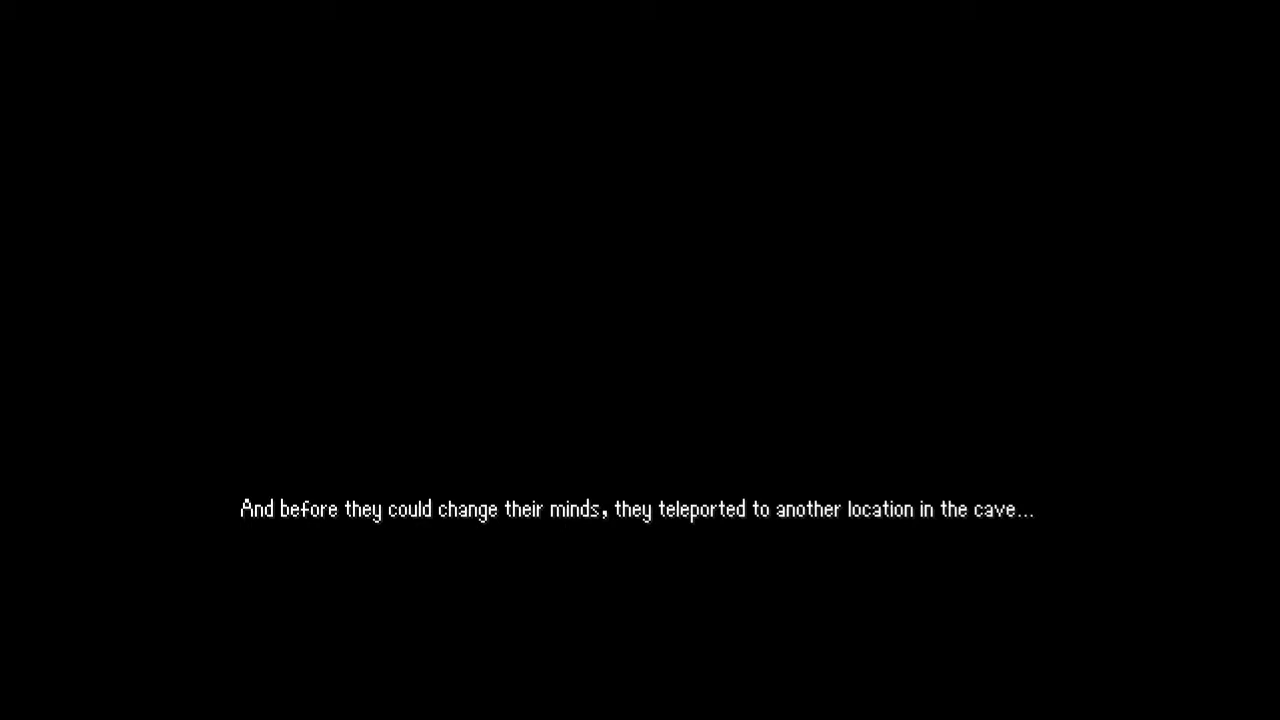 And before they could change their minds, they teleported to another location in the cave...